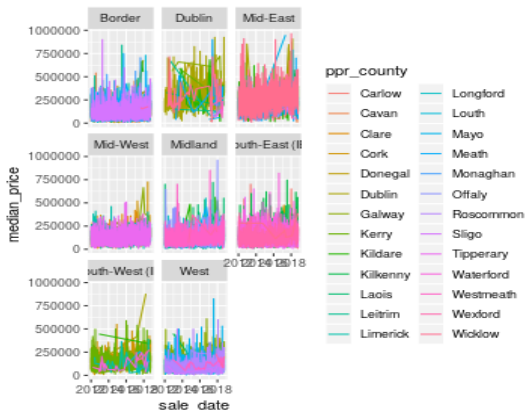 Border Dublin Mid-East
1000000
750000
500000
250000
0
Mid-West Midland outh-East (IE
1000000
750000
500000
250000
0
outh-West (I West
1000000
750000
500000
250000
0
median_price
sale_date
ppr_county
Carlow
Cavan
Clare
Cork
Donegal
Dublin
Galway
Kerry
Kildare
Kilkenny
Laois
Leitrim
Limerick
Longford
Louth
Mayo
Meath
Monaghan
Offaly
Roscommon
Sligo
Tipperary
Waterford
Westmeath
Wexford
Wicklow